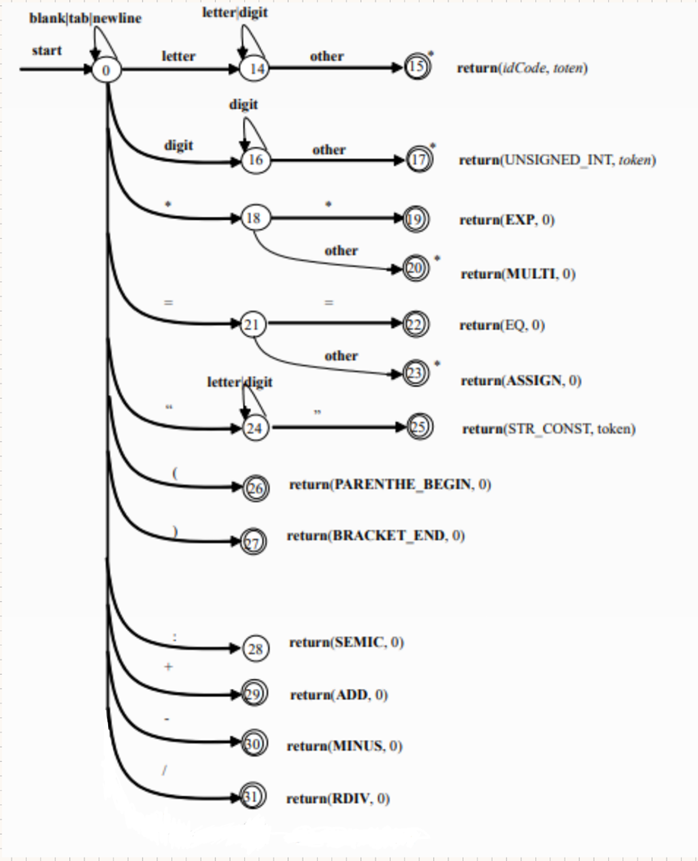 blank|tab|newline
letter|digit
start
letter
other
0
14
15
*
return(idCode, toten)
digit
digit
other
16
17
*
return(UNSIGNED_INT, token)
*
*
18
19
return(EXP, 0)
other
20
*
return(MULTI, 0)
=
=
21
22
return(EQ, 0)
other
23
*
return(ASSIGN, 0)
letter|digit
“
”
24
25
return(STR_CONST, token)
(
26
return(PARENTHE_BEGIN, 0)
)
27
return(BRACKET_END, 0)
:
28
return(SEMIC, 0)
+
29
return(ADD, 0)
-
30
return(MINUS, 0)
/
31
return(RDIV, 0)